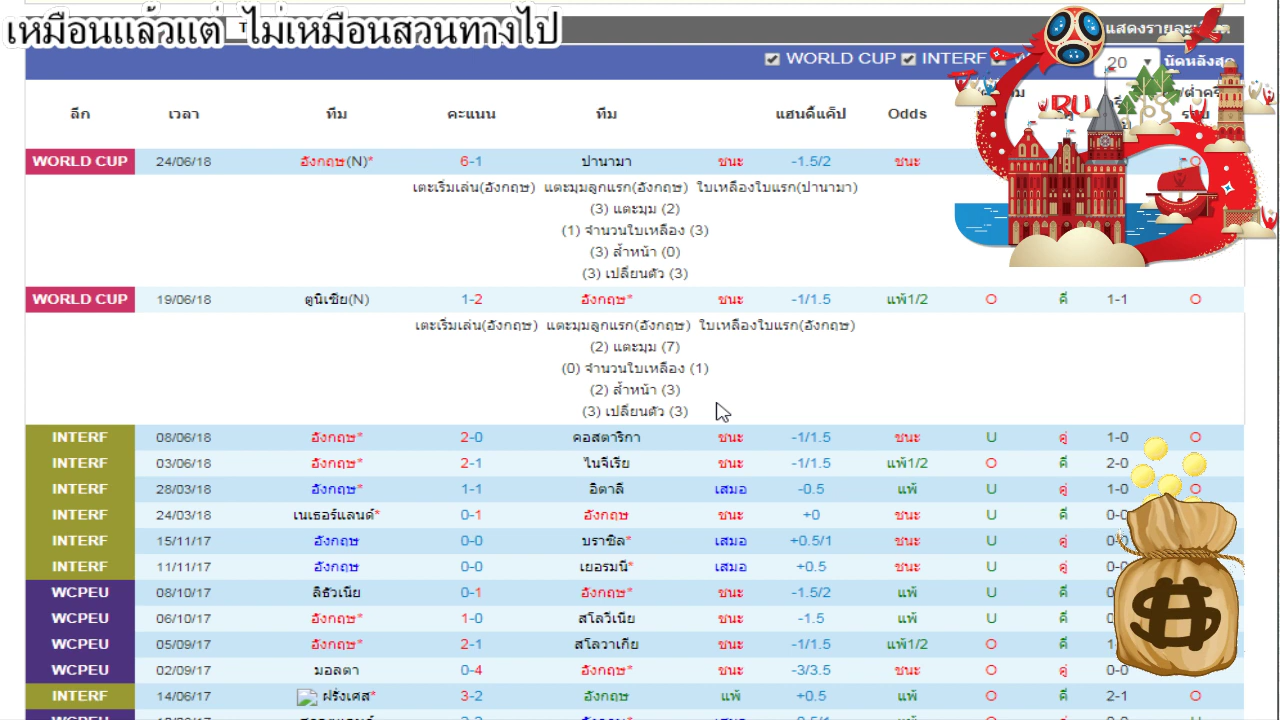 เหมือนแล้วแต่ ไม่เหมือนสวนทางไป
WORLD CUP INTERF
20 นัดหลังสุด
ลีก เวลา ทีม คะแนน ทีม แฮนดี้แค๊ป Odds
WORLD CUP 24/06/18 อังกฤษ(N)* 6-1 ปานามา ชนะ -1.5/2 ชนะ O
เตะเริ่มเล่น(อังกฤษ) แตะมุมลูกแรก(อังกฤษ) ใบเหลืองใบแรก(ปานามา)
(3) แตะมุม (2)
(1) จำนวนใบเหลือง (3)
(3) ล้ำหน้า (0)
(3) เปลี่ยนตัว (3)
WORLD CUP 19/06/18 ตูนิเซีย(N) 1-2 อังกฤษ* ชนะ -1/1.5 แพ้1/2 O คี่ 1-1 O
เตะเริ่มเล่น(อังกฤษ) แตะมุมลูกแรก(อังกฤษ) ใบเหลืองใบแรก(อังกฤษ)
(2) แตะมุม (7)
(0) จำนวนใบเหลือง (1)
(2) ล้ำหน้า (3)
(3) เปลี่ยนตัว (3)
INTERF 08/06/18 อังกฤษ* 2-0 คอสตาริกา ชนะ -1/1.5 ชนะ U คู่ 1-0 O
INTERF 03/06/18 อังกฤษ* 2-1 ไนจีเรีย ชนะ -1/1.5 แพ้1/2 O คี่ 2-0
INTERF 28/03/18 อังกฤษ* 1-1 อิตาลี เสมอ -0.5 แพ้ U คู่ 1-0 O
INTERF 24/03/18 เนเธอร์แลนด์* 0-1 อังกฤษ ชนะ +0 ชนะ U คี่
INTERF 15/11/17 อังกฤษ 0-0 บราซิล* เสมอ +0.5/1 ชนะ U คู่
INTERF 11/11/17 อังกฤษ 0-0 เยอรมนี* เสมอ +0.5 ชนะ U คู่
WCPEU 08/10/17 ลิธัวเนีย 0-1 อังกฤษ* ชนะ -1.5/2 แพ้ U คี่
WCPEU 06/10/17 อังกฤษ* 1-0 สโลวีเนีย ชนะ -1.5 แพ้ U คี่
WCPEU 05/09/17 อังกฤษ* 2-1 สโลวาเกีย ชนะ -1/1.5 แพ้1/2 O คี่
WCPEU 02/09/17 มอลตา 0-4 อังกฤษ* ชนะ -3/3.5 ชนะ O คู่ 0-0
INTERF 14/06/17 ฝรั่งเศส* 3-2 อังกฤษ แพ้ +0.5 แพ้ O คี่ 2-1 O